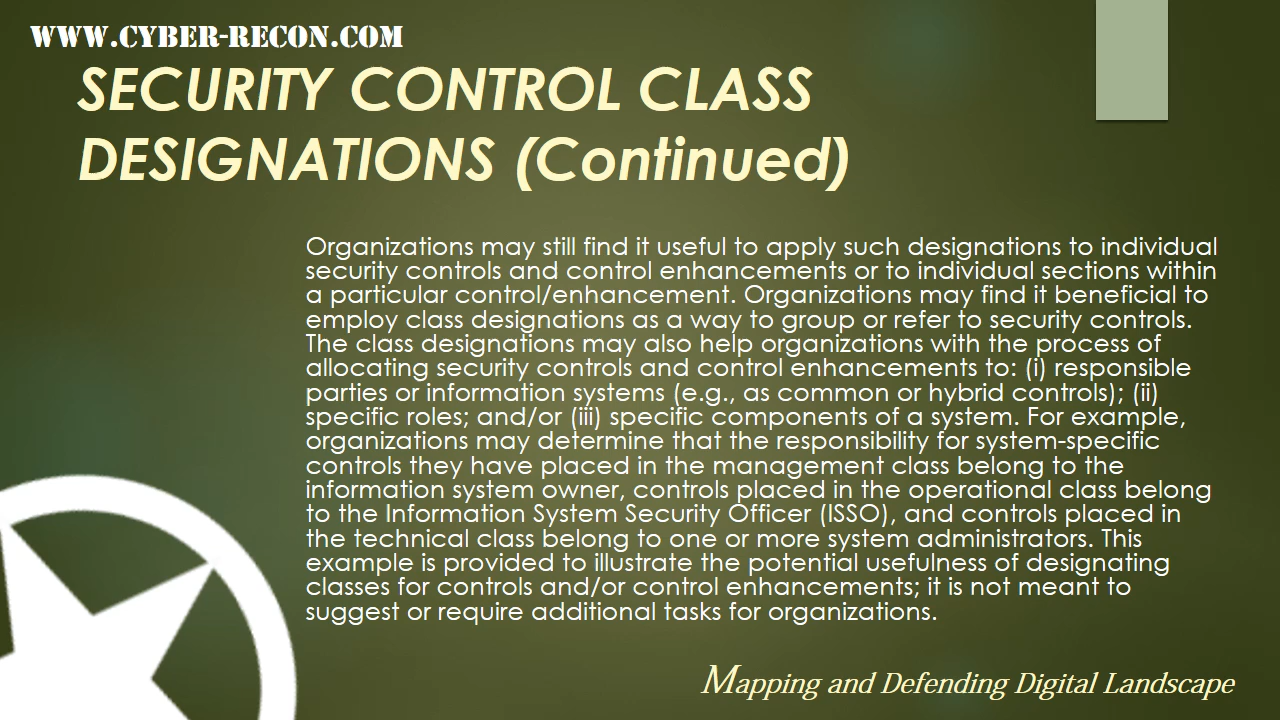 WWW.CYBER-RECON.COM
SECURITY CONTROL CLASS
DESIGNATIONS (Continued)
Organizations may still find it useful to apply such designations to individual
security controls and control enhancements or to individual sections within
a particular control/enhancement. Organizations may find it beneficial to
employ class designations as a way to group or refer to security controls.
The class designations may also help organizations with the process of
allocating security controls and control enhancements to: (i) responsible
parties or information systems (e.g., as common or hybrid controls); (ii)
specific roles; and/or (iii) specific components of a system. For example,
organizations may determine that the responsibility for system-specific
controls they have placed in the management class belong to the
information system owner, controls placed in the operational class belong
to the Information System Security Officer (ISSO), and controls placed in
the technical class belong to one or more system administrators. This
example is provided to illustrate the potential usefulness of designating
classes for controls and/or control enhancements; it is not meant to
suggest or require additional tasks for organizations.
Mapping and Defending Digital Landscape